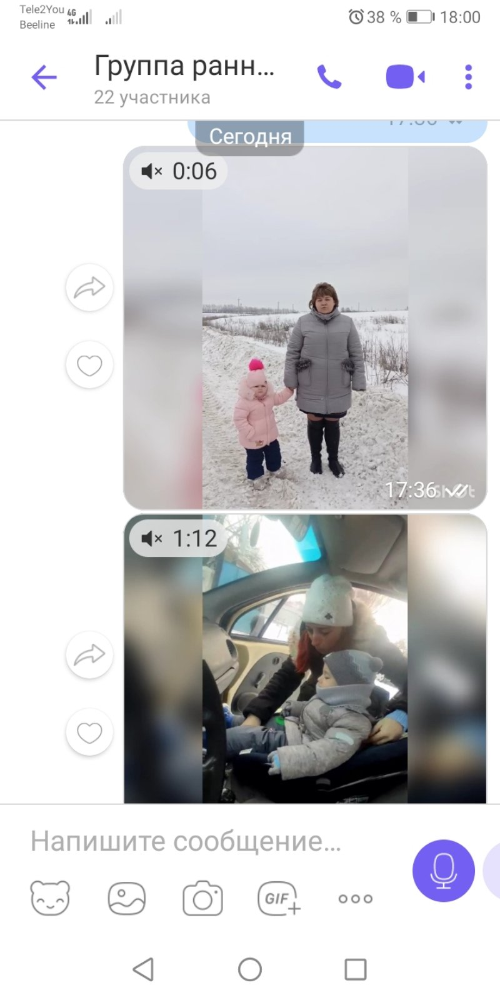 Tele2You 4G
Beeline
38 % 18:00
Группа ранн...
22 участника
Сегодня
0:06
17:36
1:12
Напишите сообщение...
GIF